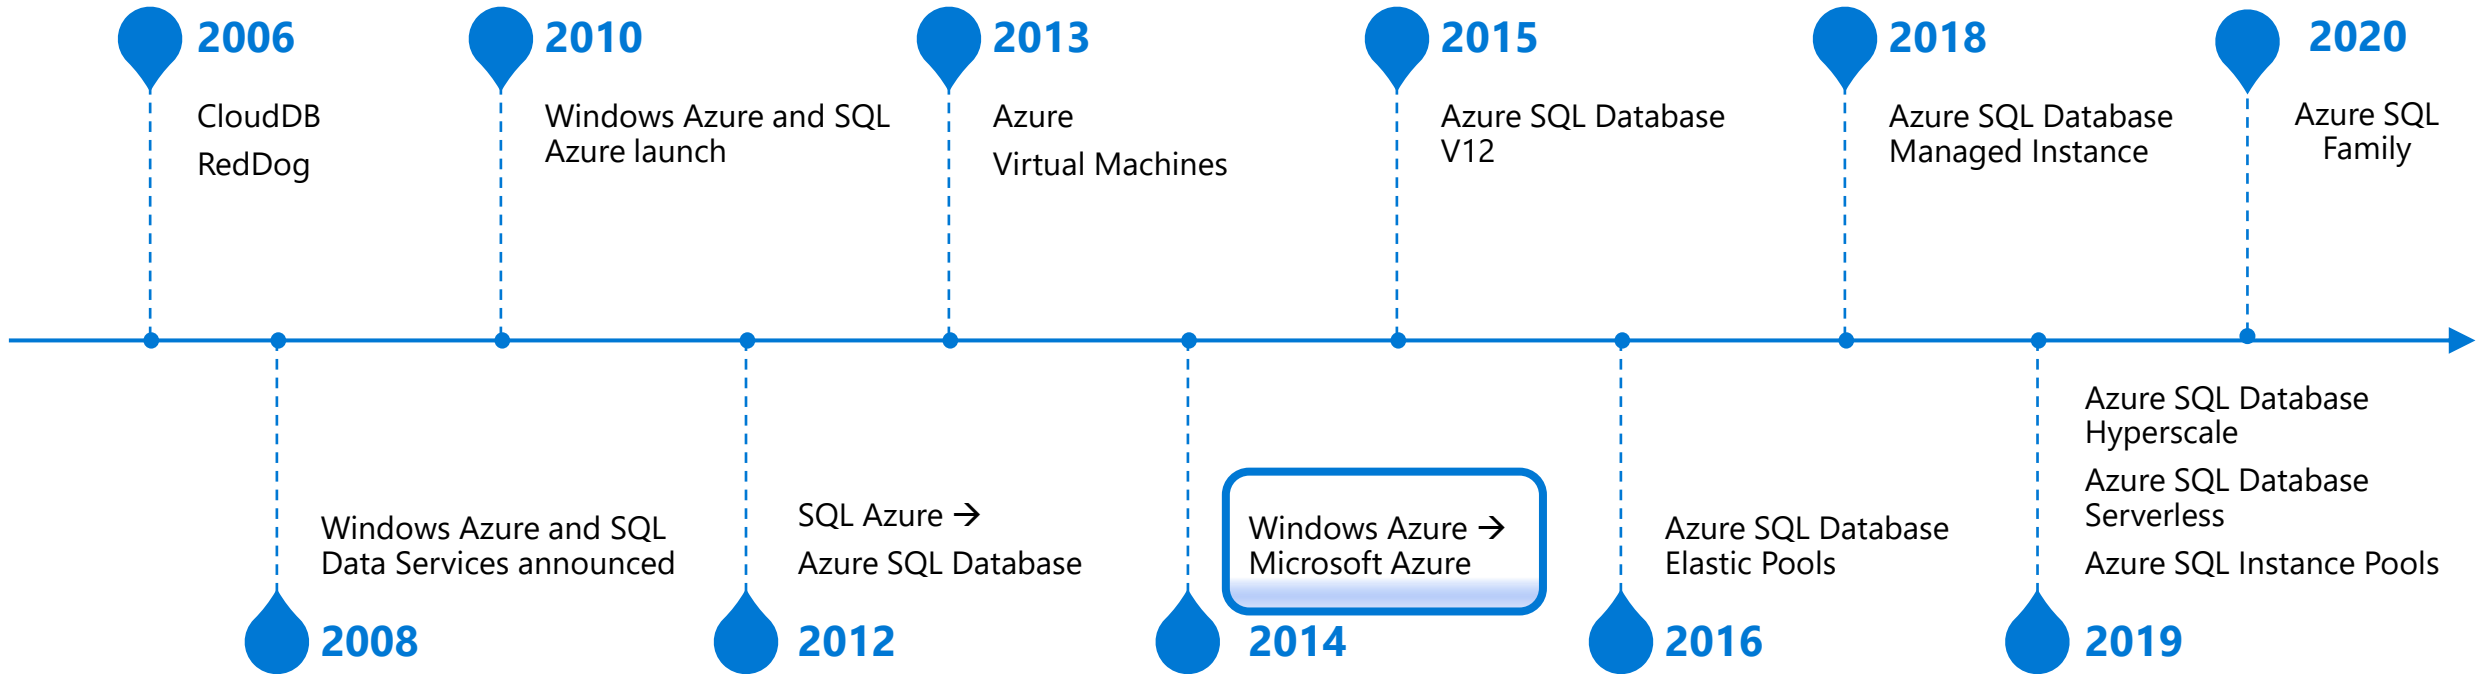 2006
CloudDB
RedDog
2010
Windows Azure and SQL
Azure launch
2013
Azure
Virtual Machines
2015
Azure SQL Database
V12
2018
Azure SQL Database
Managed Instance
2020
Azure SQL
Family
Windows Azure and SQL
Data Services announced
2008
SQL Azure →
Azure SQL Database
2012
Windows Azure →
Microsoft Azure
2014
Azure SQL Database
Elastic Pools
2016
Azure SQL Database
Hyperscale
Azure SQL Database
Serverless
Azure SQL Instance Pools
2019